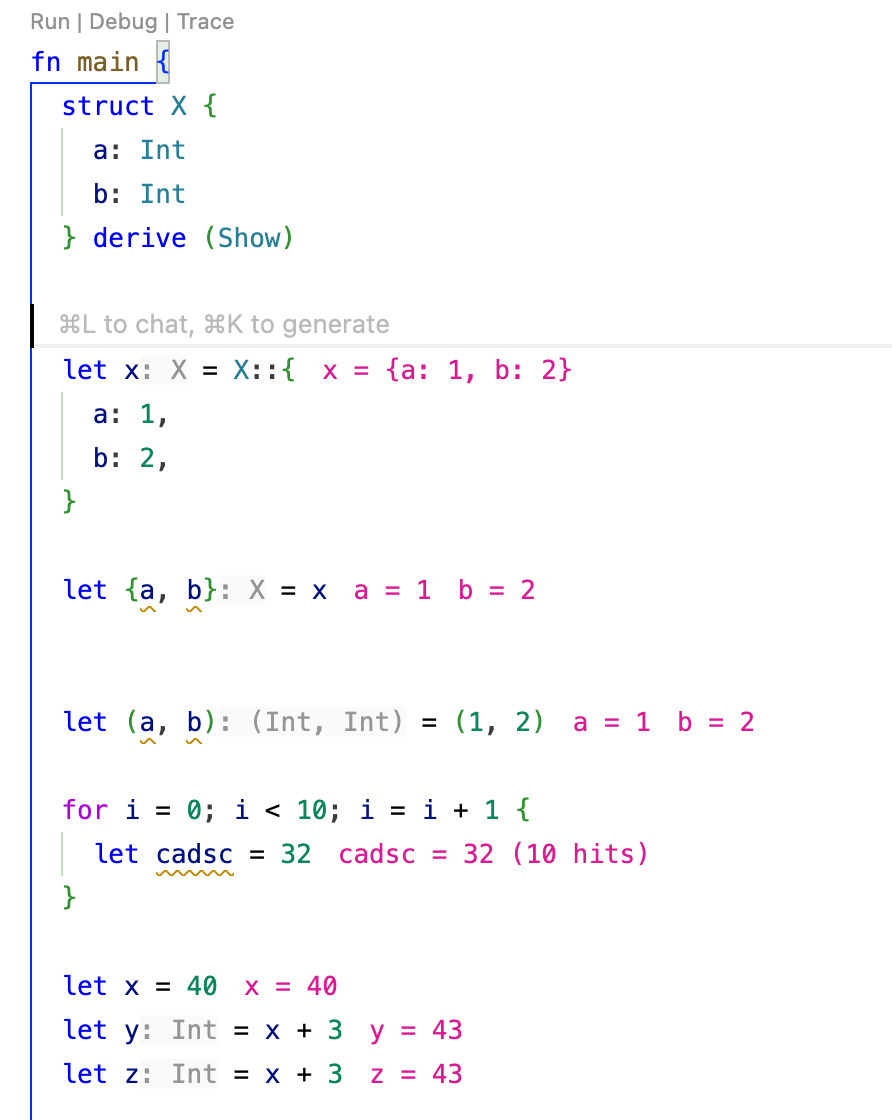 Run | Debug | Trace
fn main {
struct X {
a: Int
b: Int
} derive (Show)
⌘L to chat, ⌘K to generate
let x: X = X::{ x = {a: 1, b: 2}
a: 1,
b: 2,
}
let {a, b}: X = x a = 1 b = 2
let (a, b): (Int, Int) = (1, 2) a = 1 b = 2
for i = 0; i < 10; i = i + 1 {
let cadsc = 32 cadsc = 32 (10 hits)
}
let x = 40 x = 40
let y: Int = x + 3 y = 43
let z: Int = x + 3 z = 43